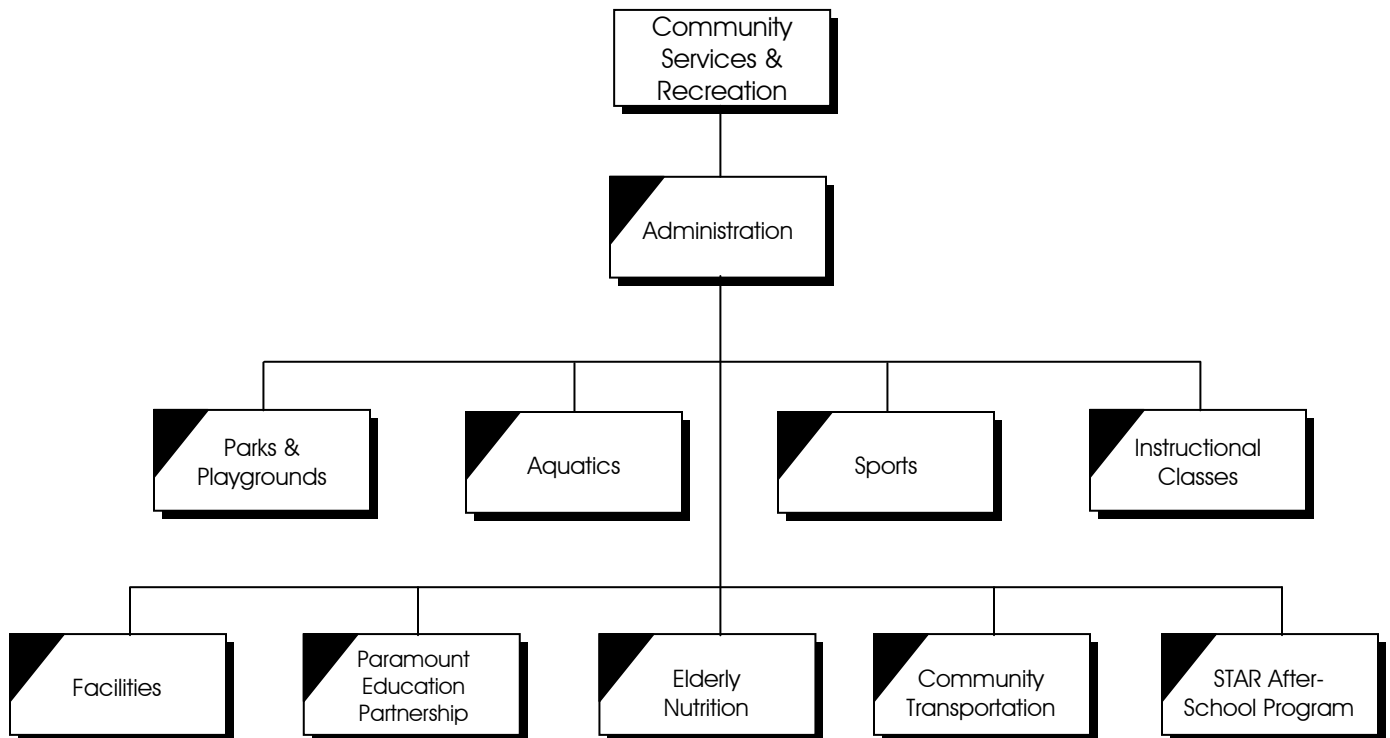 Community
Services &
Recreation
Administration
Parks &
Playgrounds
Aquatics
Sports
Instructional
Classes
Facilities
Paramount
Education
Partnership
Elderly
Nutrition
Community
Transportation
STAR After-
School Program